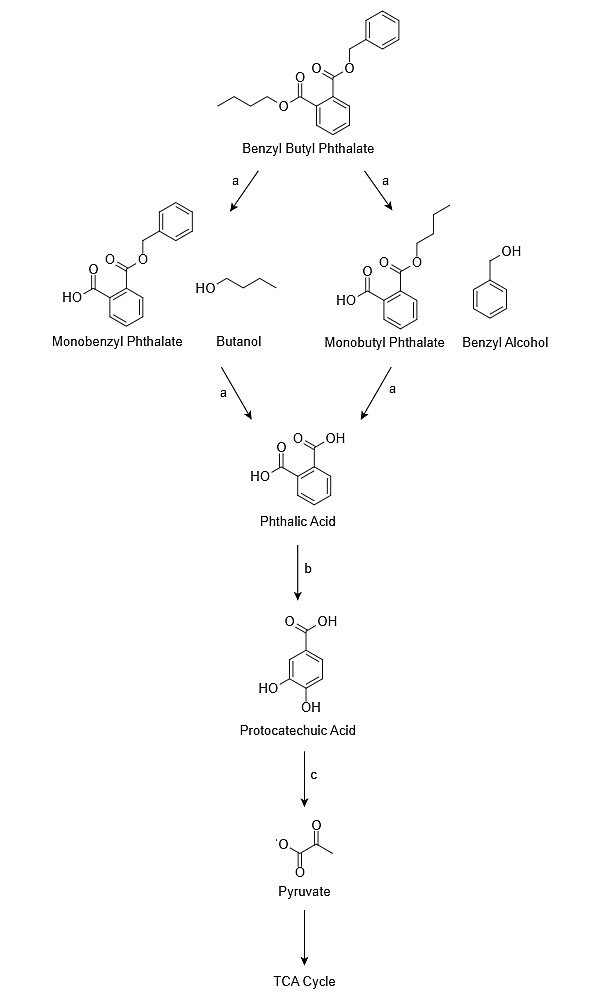 O
O
O
O
Benzyl Butyl Phthalate
a
a
O
O
O
HO
HO
Monobenzyl Phthalate
Butanol
O
O
O
HO
OH
Monobutyl Phthalate
Benzyl Alcohol
a
a
O
O
OH
HO
Phthalic Acid
b
O
OH
HO
OH
Protocatechuic Acid
c
O
-O
O
Pyruvate
TCA Cycle